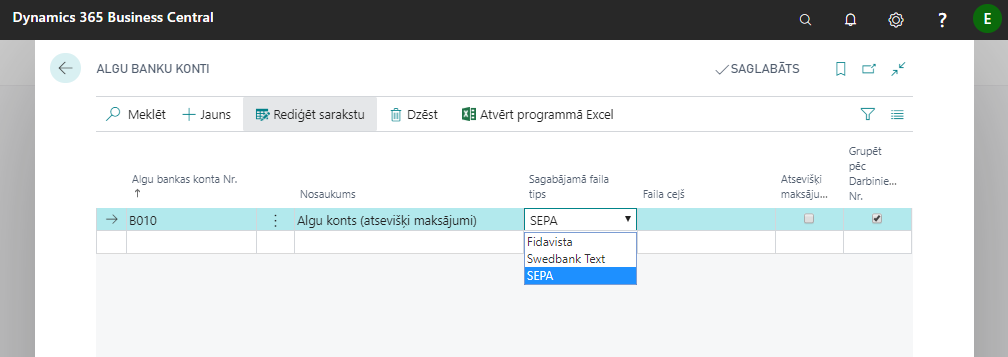 Dynamics 365 Business Central
?
E
ALGU BANKU KONTI
SAGLABĀTS
Meklēt
Jauns
Rediģēt sarakstu
Dzēst
Atvērt programmā Excel
Algu bankas konta Nr. ↑
Nosaukums
Sagabājamā faila
tips
Faila ceļš
Atsevišķi
maksāju...
Grupēt
pēc
Darbinie...
Nr.
B010
Algu konts (atsevišķi maksājumi)
SEPA
Fidavista
Swedbank Text
SEPA